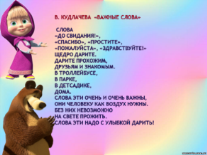 В. КУДЛАЧЕВА «ВАЖНЫЕ СЛОВА»
СЛОВА
«ДО СВИДАНИЯ!»,
«СПАСИБО», «ПРОСТИТЕ»,
«ПОЖАЛУЙСТА», «ЗДРАВСТВУЙТЕ!»
ЩЕДРО ДАРИТЕ.
ДАРИТЕ ПРОХОЖИМ,
ДРУЗЬЯМ И ЗНАКОМЫМ.
В ТРОЛЛЕЙБУСЕ,
В ПАРКЕ,
В ДЕТСАДИКЕ,
ДОМА.
СЛОВА ЭТИ ОЧЕНЬ И ОЧЕНЬ ВАЖНЫ,
ОНИ ЧЕЛОВЕКУ КАК ВОЗДУХ НУЖНЫ.
БЕЗ НИХ НЕВОЗМОЖНО
НА СВЕТЕ ПРОЖИТЬ.
СЛОВА ЭТИ НАДО С УЛЫБКОЙ ДАРИТЬ!